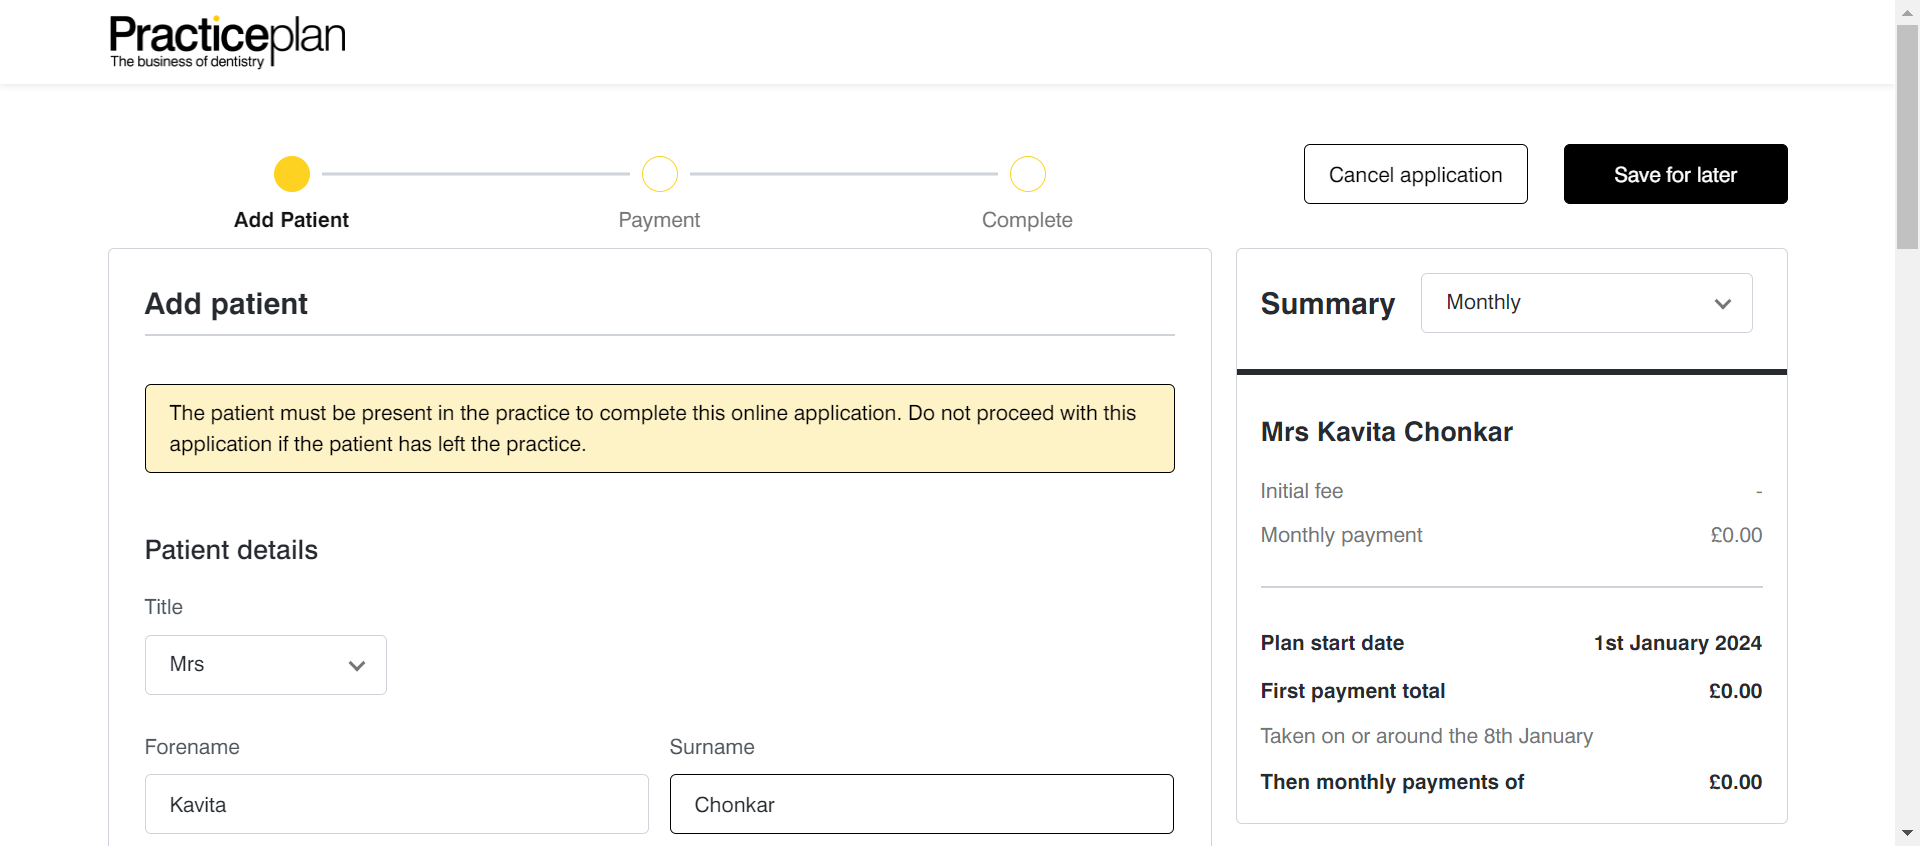 Practiceplan
The business of dentistry
Add Patient
Payment
Complete
Cancel application
Save for later
Add patient
The patient must be present in the practice to complete this online application. Do not proceed with this
application if the patient has left the practice.
Patient details
Title
Mrs
Forename
Surname
Kavita
Chonkar
Summary
Monthly
Mrs Kavita Chonkar
Initial fee -
Monthly payment £0.00
Plan start date 1st January 2024
First payment total £0.00
Taken on or around the 8th January
Then monthly payments of £0.00